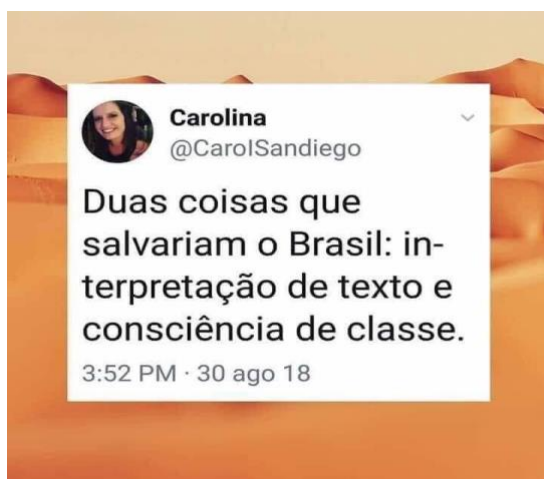 Carolina
@CarolSandiego
Duas coisas que
salvariam o Brasil: in-
terpretação de texto e
consciência de classe.
3:52 PM · 30 ago 18